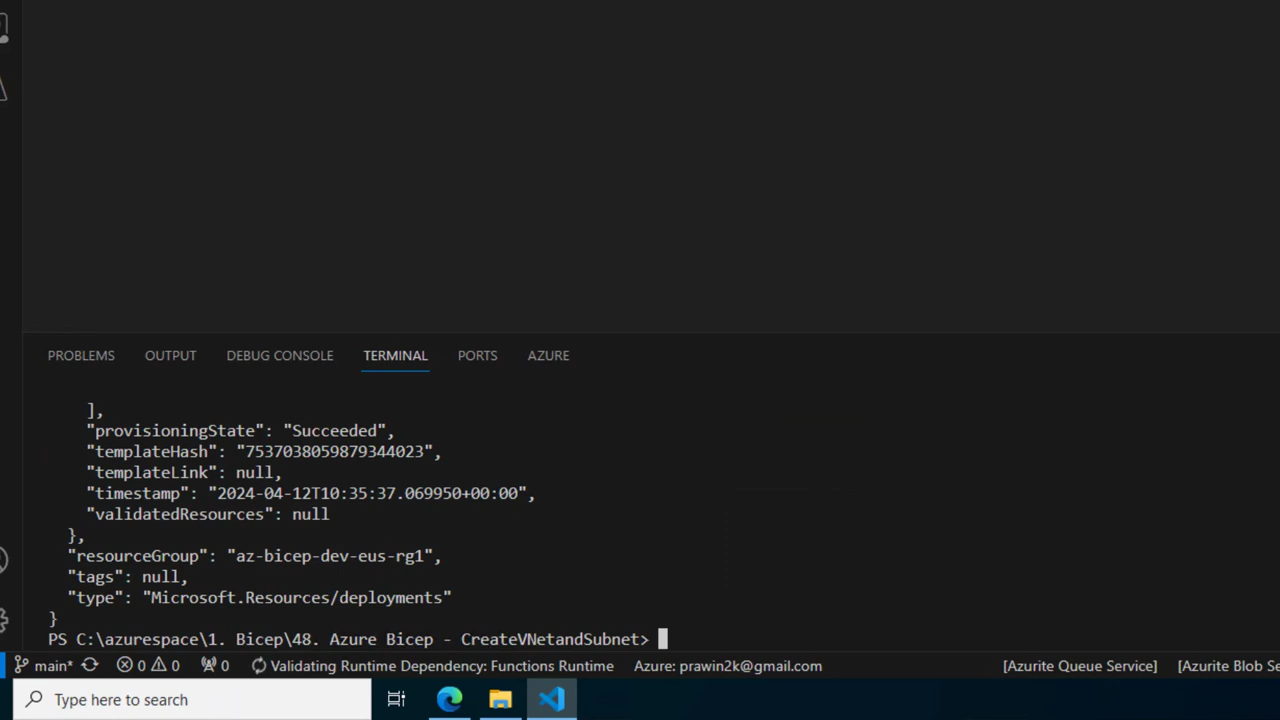 PROBLEMS OUTPUT DEBUG CONSOLE TERMINAL PORTS AZURE
],
"provisioningState": "Succeeded",
"templateHash": "7537038059879344023",
"templateLink": null,
"timestamp": "2024-04-12T10:35:37.069950+00:00",
"validatedResources": null
},
"resourceGroup": "az-bicep-dev-eus-rg1",
"tags": null,
"type": "Microsoft.Resources/deployments"
}
PS C:\azurespace\1. Bicep\48. Azure Bicep - CreateVNetandSubnet>
main* 0 0 0 Validating Runtime Dependency: Functions Runtime Azure: prawin2k@gmail.com [Azurite Queue Service] [Azurite Blob Se
Type here to search